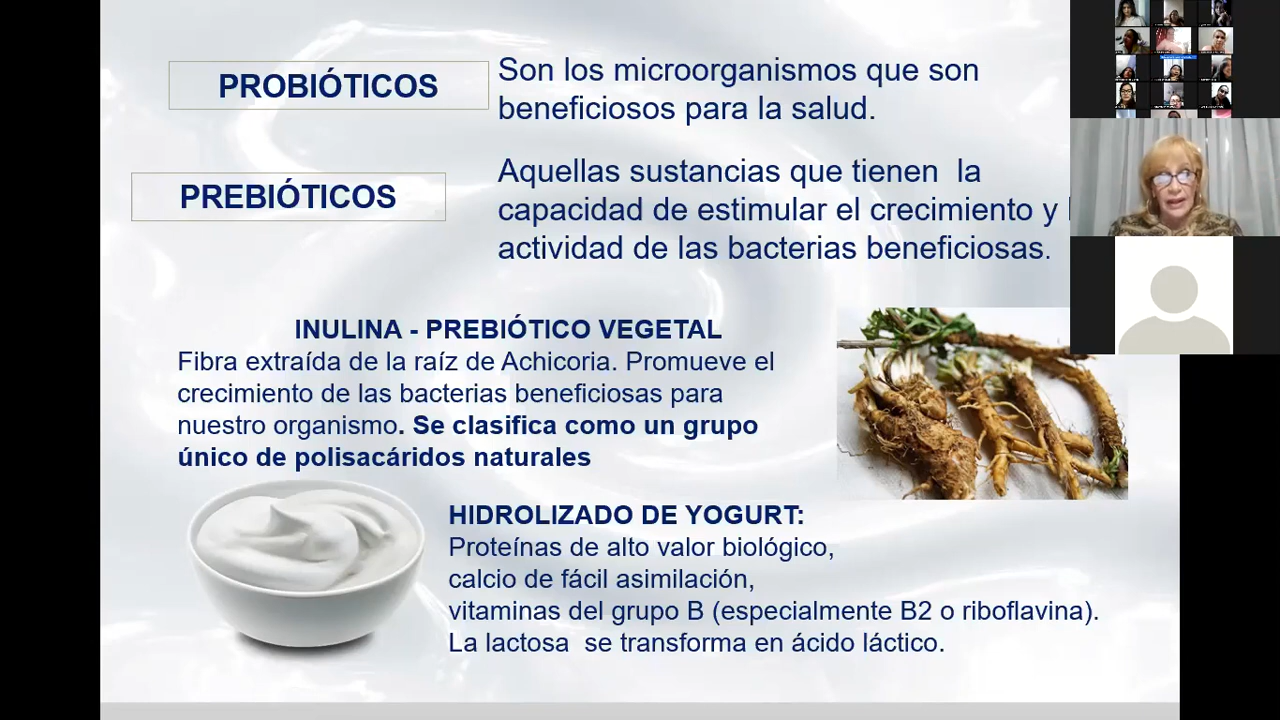 PROBIÓTICOS
Son los microorganismos que son
beneficiosos para la salud.
PREBIÓTICOS
Aquellas sustancias que tienen  la
capacidad de estimular el crecimiento y
actividad de las bacterias beneficiosas.
INULINA - PREBIÓTICO VEGETAL
Fibra extraída de la raíz de Achicoria. Promueve el
crecimiento de las bacterias beneficiosas para
nuestro organismo. Se clasifica como un grupo
único de polisacáridos naturales
HIDROLIZADO DE YOGURT:
Proteínas de alto valor biológico,
calcio de fácil asimilación,
vitaminas del grupo B (especialmente B2 o riboflavina).
La lactosa  se transforma en ácido láctico.